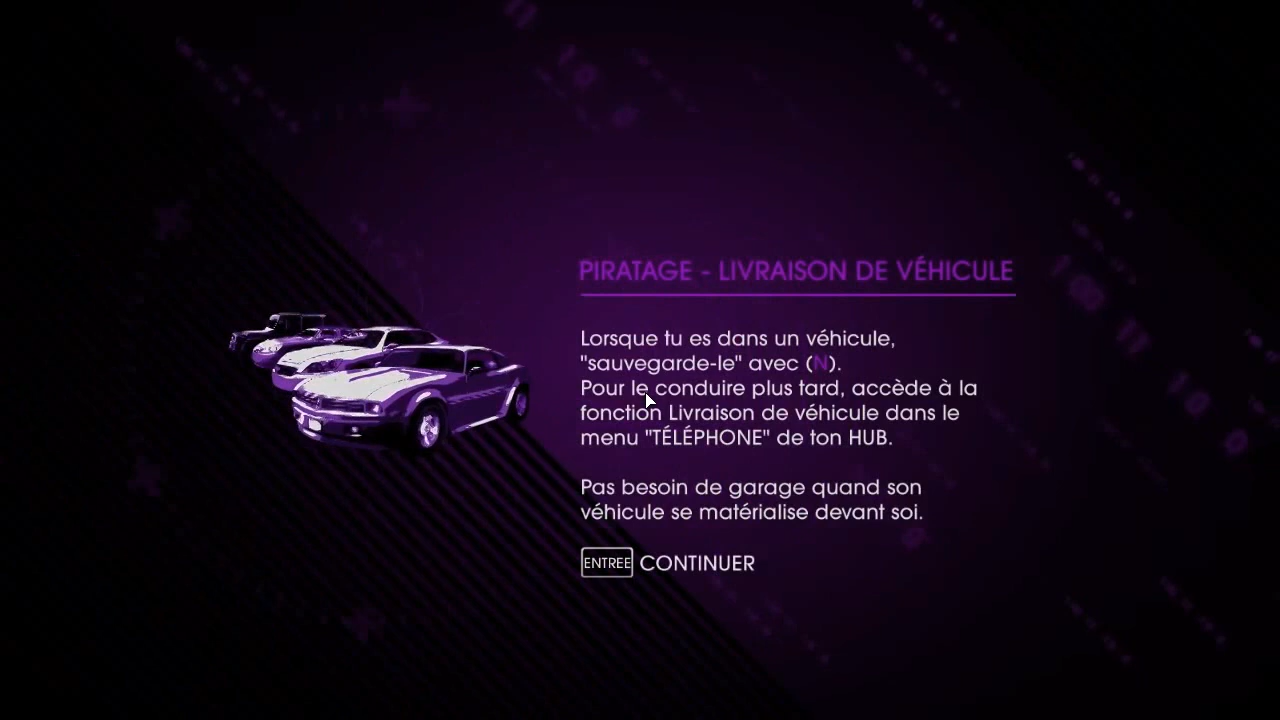 PIRATAGE - LIVRAISON DE VÉHICULE
Lorsque tu es dans un véhicule,
"sauvegarde-le" avec (N).
Pour le conduire plus tard, accède à la
fonction Livraison de véhicule dans le
menu "TÉLÉPHONE" de ton HUB.
Pas besoin de garage quand son
véhicule se matérialise devant soi.
ENTREE CONTINUER